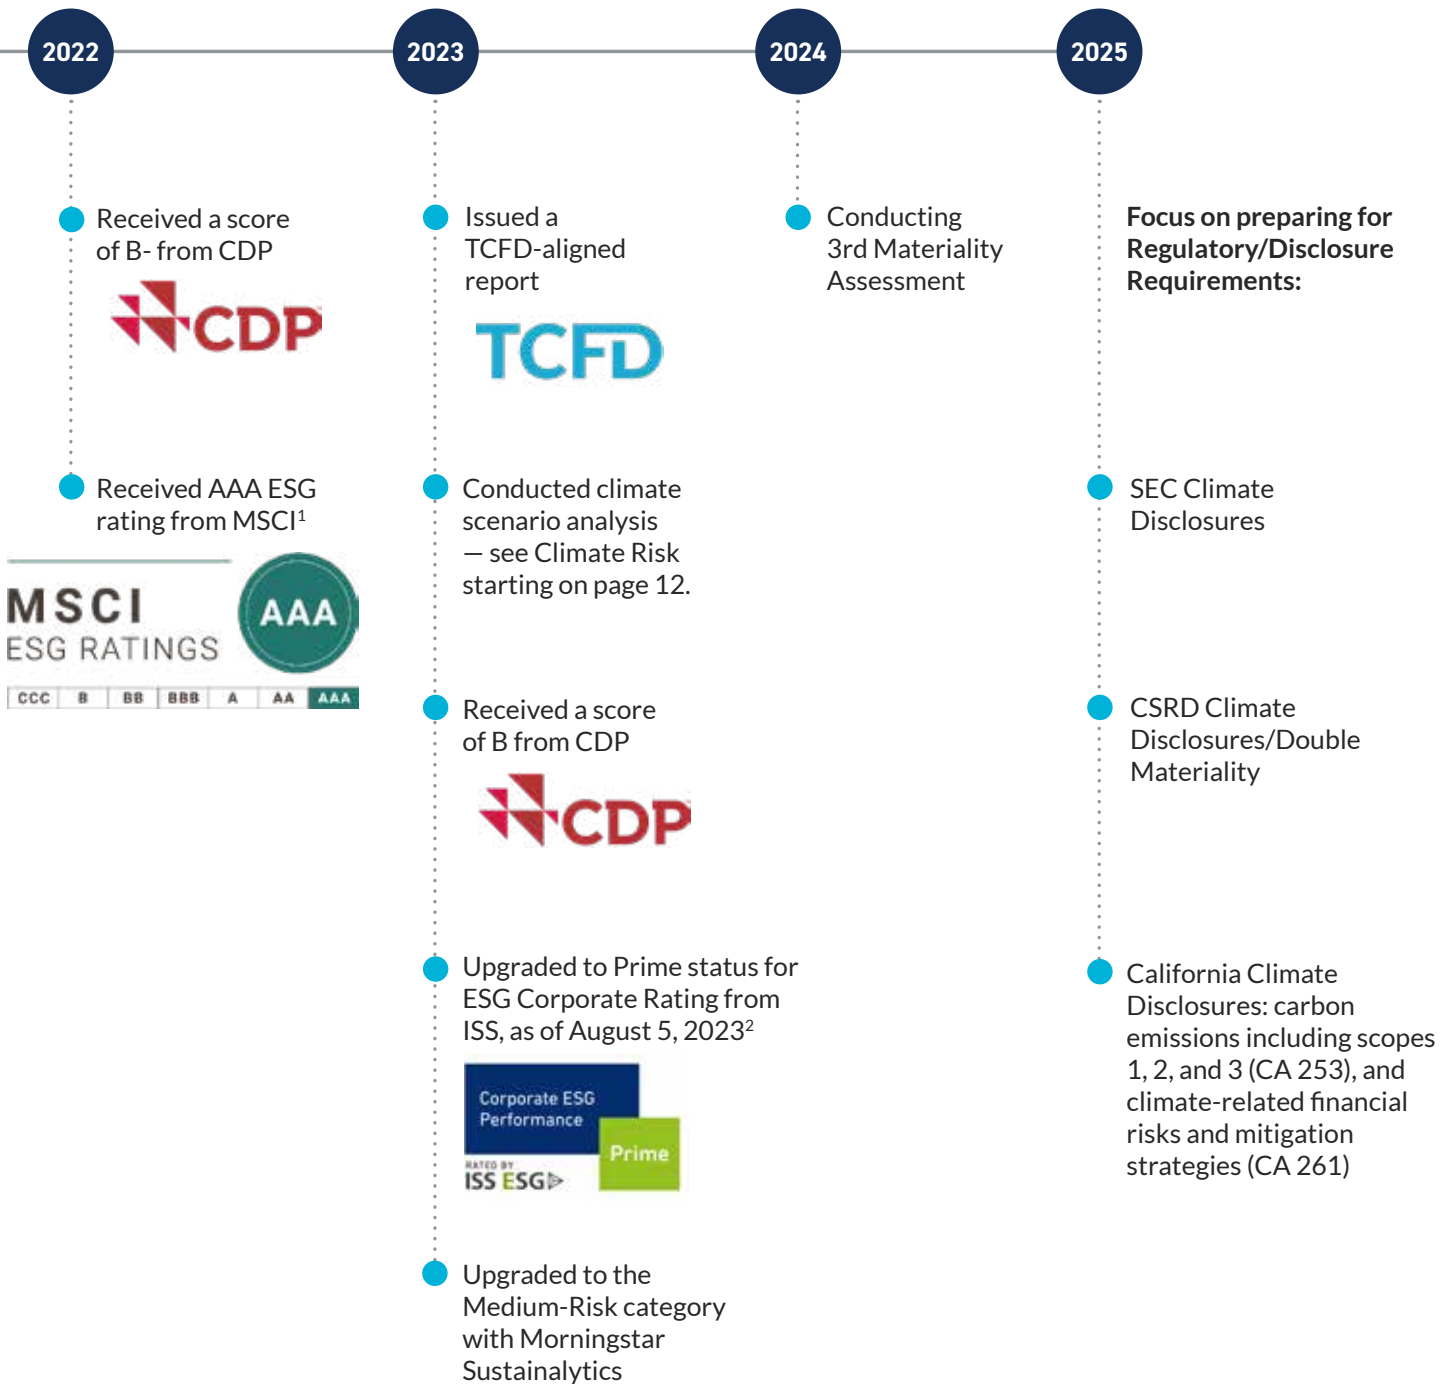 2022
2023
2024
2025
Received a score
of B- from CDP
CDP
Received AAA ESG
rating from MSCI¹
MSCI
ESG RATINGS
AAA
CCC B BB BBB A AA AAA
Issued a
TCFD-aligned
report
TCFD
Conducted climate
scenario analysis
— see Climate Risk
starting on page 12.
Received a score
of B from CDP
CDP
Upgraded to Prime status for
ESG Corporate Rating from
ISS, as of August 5, 2023²
Corporate ESG
Performance
Prime
RATED BY
ISS ESG
Upgraded to the
Medium-Risk category
with Morningstar
Sustainalytics
Conducting
3rd Materiality
Assessment
Focus on preparing for
Regulatory/Disclosure
Requirements:
SEC Climate
Disclosures
CSRD Climate
Disclosures/Double
Materiality
California Climate
Disclosures: carbon
emissions including scopes
1, 2, and 3 (CA 253), and
climate-related financial
risks and mitigation
strategies (CA 261)